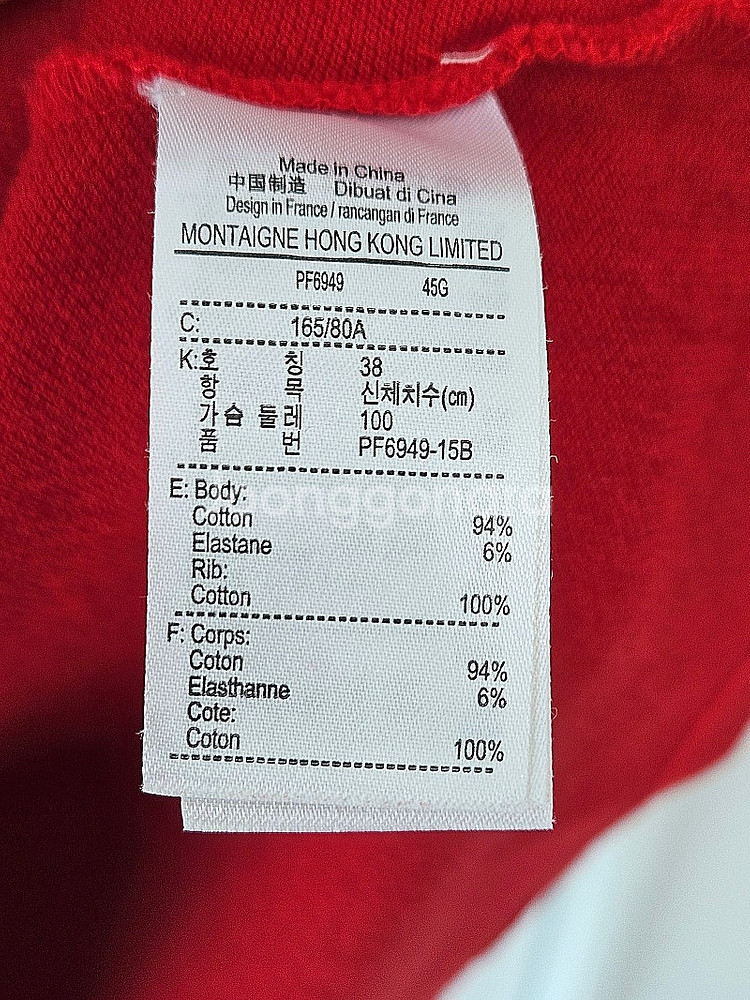 Made in China
中国制造 Dibuat di Cina
Design in France / rancangan di France
MONTAIGNE HONG KONG LIMITED
PF6949 45G
C: 165/80A
K:호 칭 38
항 목 신체치수(cm)
가슴 둘레 100
품 번 PF6949-15B
E: Body:
Cotton 94%
Elastane 6%
Rib:
Cotton 100%
F: Corps:
Coton 94%
Elasthanne 6%
Cote:
Coton 100%